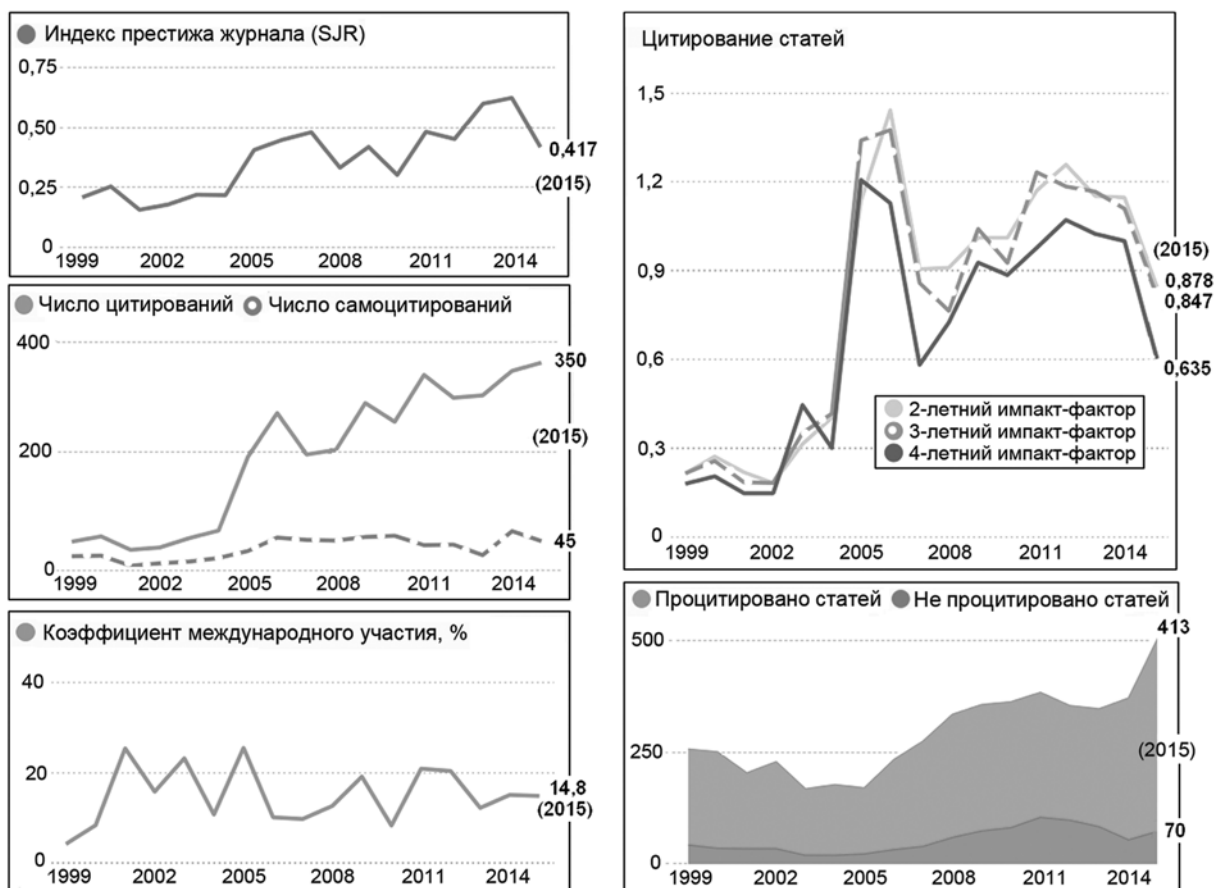 Индекс престижа журнала (SJR)
0,75
0,50
0,25
0
0,417
(2015)
1999 2002 2005 2008 2011 2014
Число цитирований Число самоцитирований
400
200
0
350
(2015)
45
1999 2002 2005 2008 2011 2014
Коэффициент международного участия, %
40
20
0
14,8
(2015)
1999 2002 2005 2008 2011 2014
Цитирование статей
1,5
1,2
0,9
0,6
0,3
0
(2015)
0,878
0,847
0,635
2-летний импакт-фактор
3-летний импакт-фактор
4-летний импакт-фактор
1999 2002 2005 2008 2011 2014
Процитировано статей Не процитировано статей
500
250
0
413
(2015)
70
1999 2002 2005 2008 2011 2014